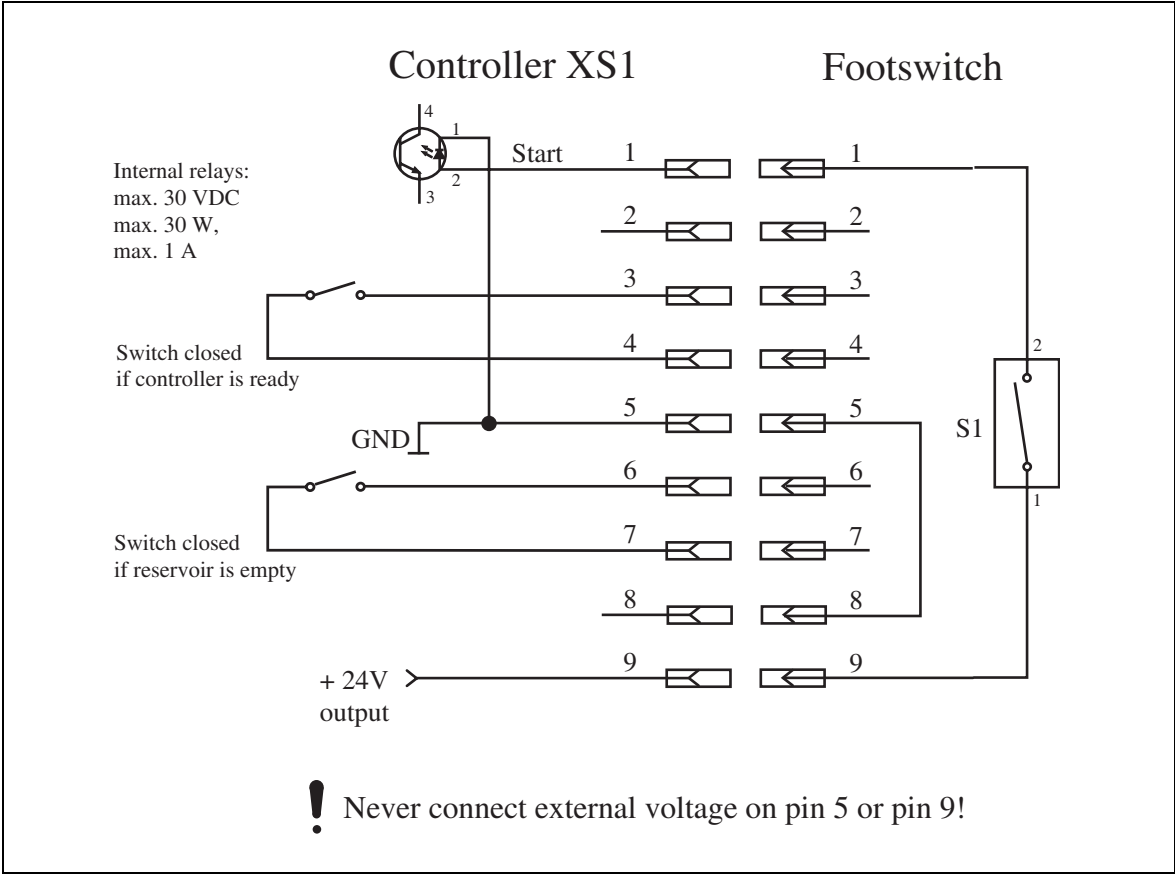 Controller XS1
Footswitch
4
1
2
3
Internal relays:
max. 30 VDC
max. 30 W,
max. 1 A
Start
1
1
2
2
3
3
Switch closed
if controller is ready
4
4
2
5
5
GND
S1
6
6
1
Switch closed
if reservoir is empty
7
7
8
8
9
9
+ 24V
output
! Never connect external voltage on pin 5 or pin 9!